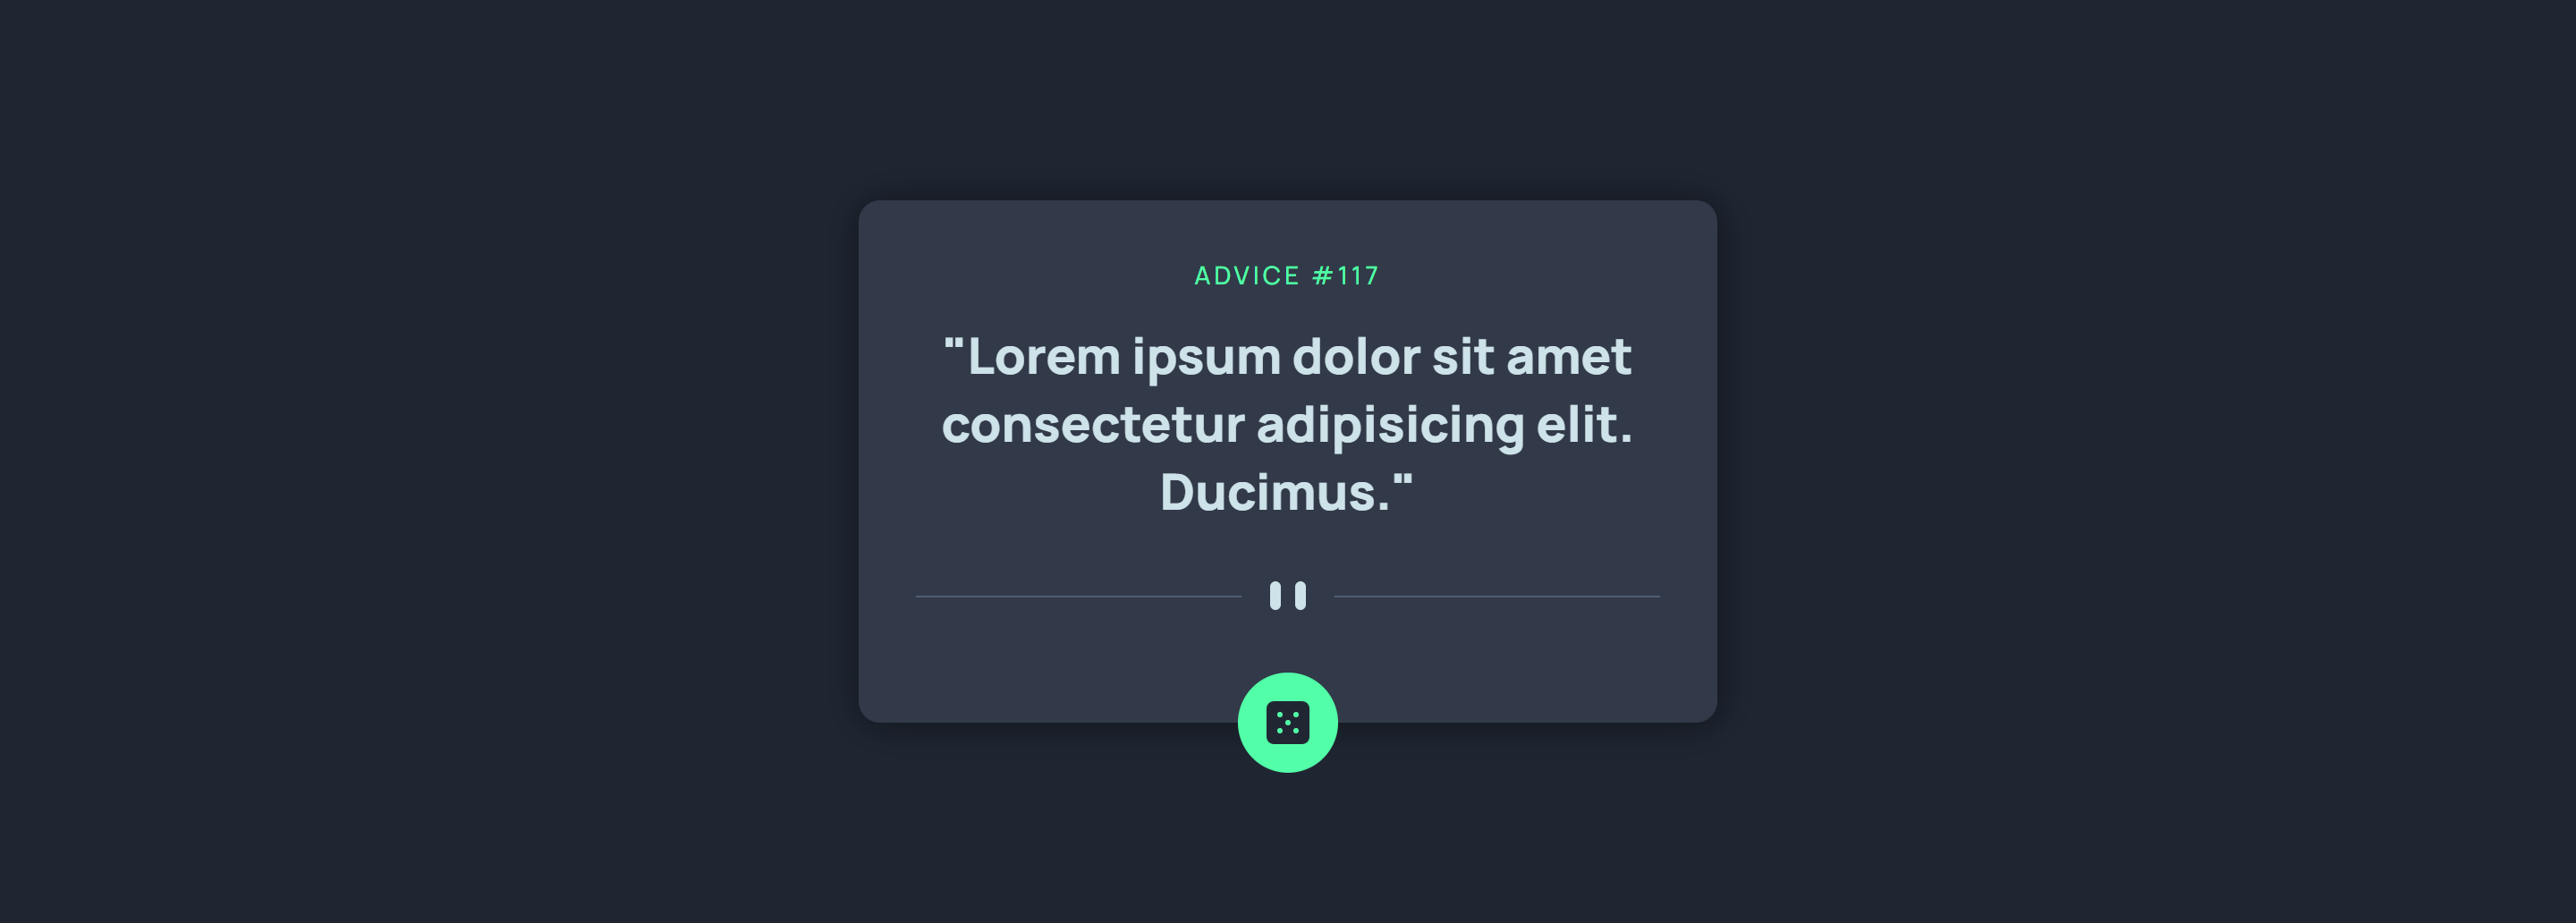 ADVICE #117
"Lorem ipsum dolor sit amet
consectetur adipisicing elit.
Ducimus."